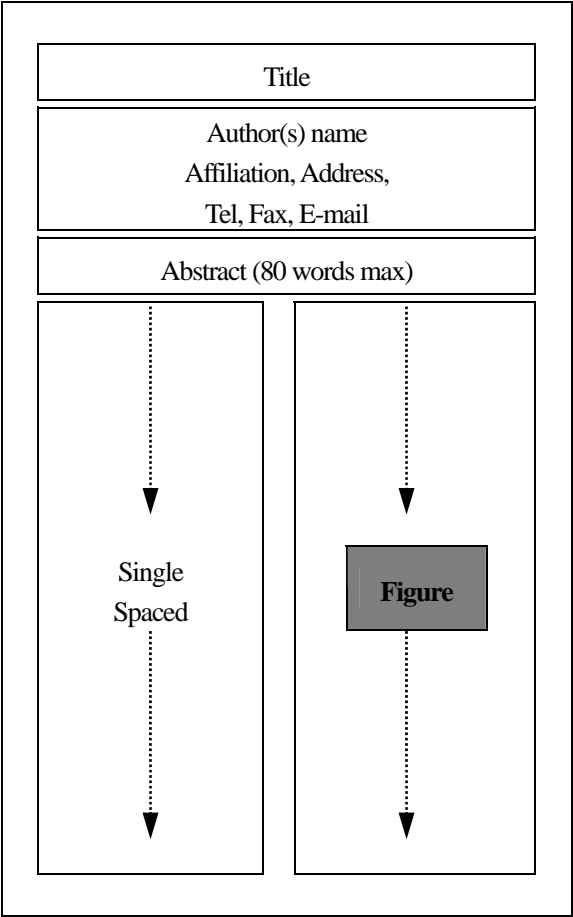 Title
Author(s) name
Affiliation, Address,
Tel, Fax, E-mail
Abstract (80 words max)
Single
Spaced
Figure